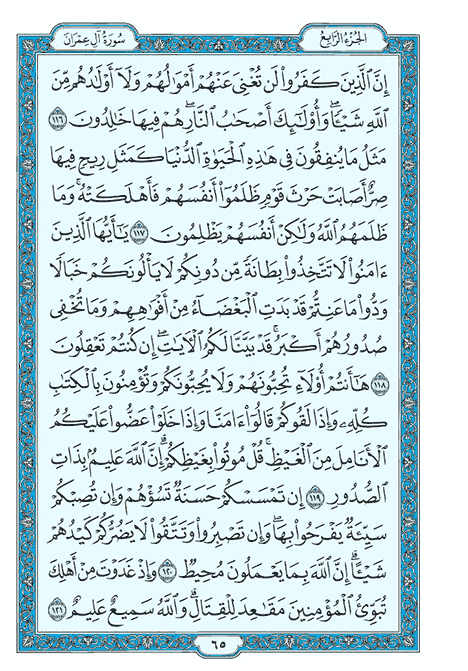 الجزء الرابع
سورة آل عمران
إِنَّ ٱلَّذِينَ كَفَرُوا۟ لَن تُغْنِىَ عَنْهُمْ أَمْوَٰلُهُمْ وَلَآ أَوْلَٰدُهُم مِّنَ
ٱللَّهِ شَيْـًٔا ۖ وَأُو۟لَٰٓئِكَ أَصْحَٰبُ ٱلنَّارِ ۚ هُمْ فِيهَا خَٰلِدُونَ ١١٦
مَثَلُ مَا يُنفِقُونَ فِى هَٰذِهِ ٱلْحَيَوٰةِ ٱلدُّنْيَا كَمَثَلِ رِيحٍ فِيهَا
صِرٌّ أَصَابَتْ حَرْثَ قَوْمٍ ظَلَمُوٓا۟ أَنفُسَهُمْ فَأَهْلَكَتْهُ ۚ وَمَا
ظَلَمَهُمُ ٱللَّهُ وَلَٰكِنْ أَنفُسَهُمْ يَظْلِمُونَ ١١٧ يَٰٓأَيُّهَا ٱلَّذِينَ
ءَامَنُوا۟ لَا تَتَّخِذُوا۟ بِطَانَةً مِّن دُونِكُمْ لَا يَأْلُونَكُمْ خَبَالًا
وَدُّوا۟ مَا عَنِتُّمْ قَدْ بَدَتِ ٱلْبَغْضَآءُ مِنْ أَفْوَٰهِهِمْ وَمَا تُخْفِى
صُدُورُهُمْ أَكْبَرُ ۚ قَدْ بَيَّنَّا لَكُمُ ٱلْـَٔايَٰتِ ۖ إِن كُنتُمْ تَعْقِلُونَ
١١٨ هَٰٓأَنتُمْ أُو۟لَآءِ تُحِبُّونَهُمْ وَلَا يُحِبُّونَكُمْ وَتُؤْمِنُونَ بِٱلْكِتَٰبِ
كُلِّهِۦ وَإِذَا لَقُوكُمْ قَالُوٓا۟ ءَامَنَّا وَإِذَا خَلَوْا۟ عَضُّوا۟ عَلَيْكُمُ
ٱلْأَنَامِلَ مِنَ ٱلْغَيْظِ ۚ قُلْ مُوتُوا۟ بِغَيْظِكُمْ ۗ إِنَّ ٱللَّهَ عَلِيمٌۢ بِذَاتِ
ٱلصُّدُورِ ١١٩ إِن تَمْسَسْكُمْ حَسَنَةٌ تَسُؤْهُمْ وَإِن تُصِبْكُمْ
سَيِّئَةٌ يَفْرَحُوا۟ بِهَا ۖ وَإِن تَصْبِرُوا۟ وَتَتَّقُوا۟ لَا يَضُرُّكُمْ كَيْدُهُمْ
شَيْـًٔا ۗ إِنَّ ٱللَّهَ بِمَا يَعْمَلُونَ مُحِيطٌ ١٢٠ وَإِذْ غَدَوْتَ مِنْ أَهْلِكَ
تُبَوِّئُ ٱلْمُؤْمِنِينَ مَقَٰعِدَ لِلْقِتَالِ ۗ وَٱللَّهُ سَمِيعٌ عَلِيمٌ ١٢١
٦٥